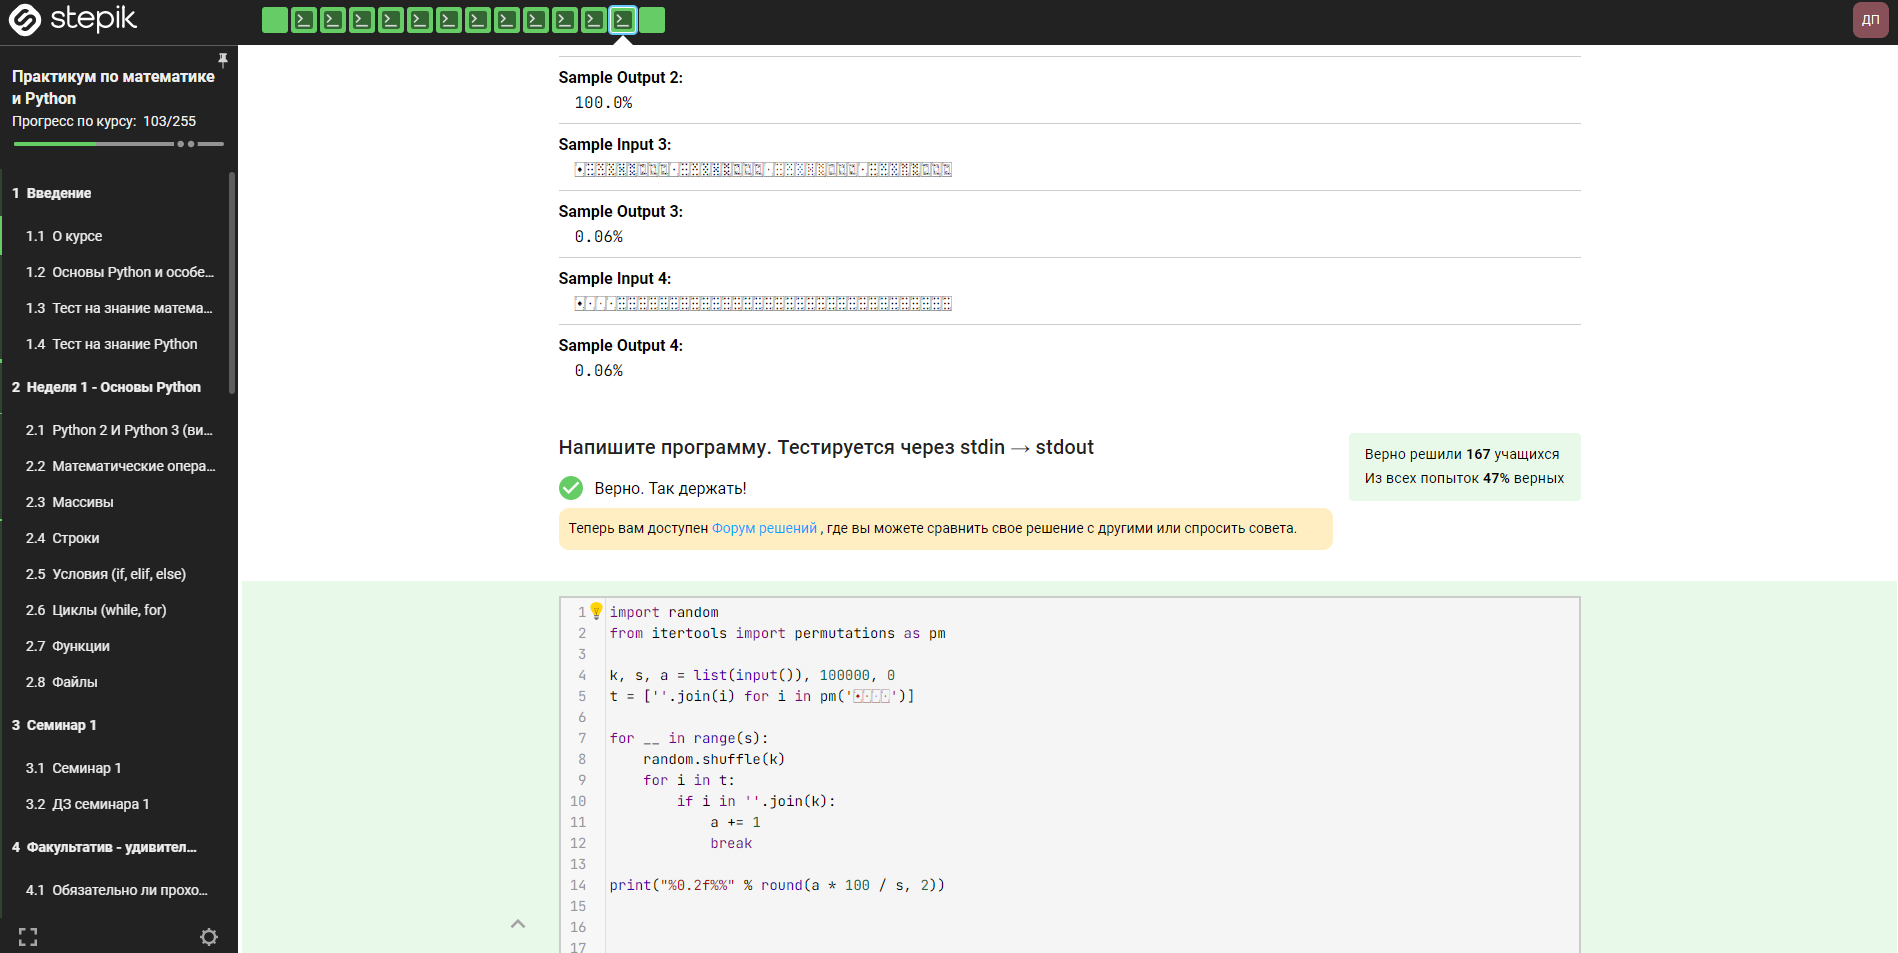 stepik
ДП
Практикум по математике
и Python
Прогресс по курсу: 103/255
1 Введение
1.1 О курсе
1.2 Основы Python и особе...
1.3 Тест на знание матема...
1.4 Тест на знание Python
2 Неделя 1 - Основы Python
2.1 Python 2 И Python 3 (ви...
2.2 Математические опера...
2.3 Массивы
2.4 Строки
2.5 Условия (if, elif, else)
2.6 Циклы (while, for)
2.7 Функции
2.8 Файлы
3 Семинар 1
3.1 Семинар 1
3.2 ДЗ семинара 1
4 Факультатив - удивител...
4.1 Обязательно ли прохо...
Sample Output 2:
100.0%
Sample Input 3:
Sample Output 3:
0.06%
Sample Input 4:
Sample Output 4:
0.06%
Напишите программу. Тестируется через stdin → stdout
Верно. Так держать!
Теперь вам доступен Форум решений , где вы можете сравнить свое решение с другими или спросить совета.
Верно решили 167 учащихся
Из всех попыток 47% верных
1 import random
2 from itertools import permutations as pm
3
4 k, s, a = list(input()), 100000, 0
5 t = [''.join(i) for i in pm('')]
6
7 for __ in range(s):
8 random.shuffle(k)
9 for i in t:
10 if i in ''.join(k):
11 a += 1
12 break
13
14 print("%0.2f%%" % round(a * 100 / s, 2))
15
16
17